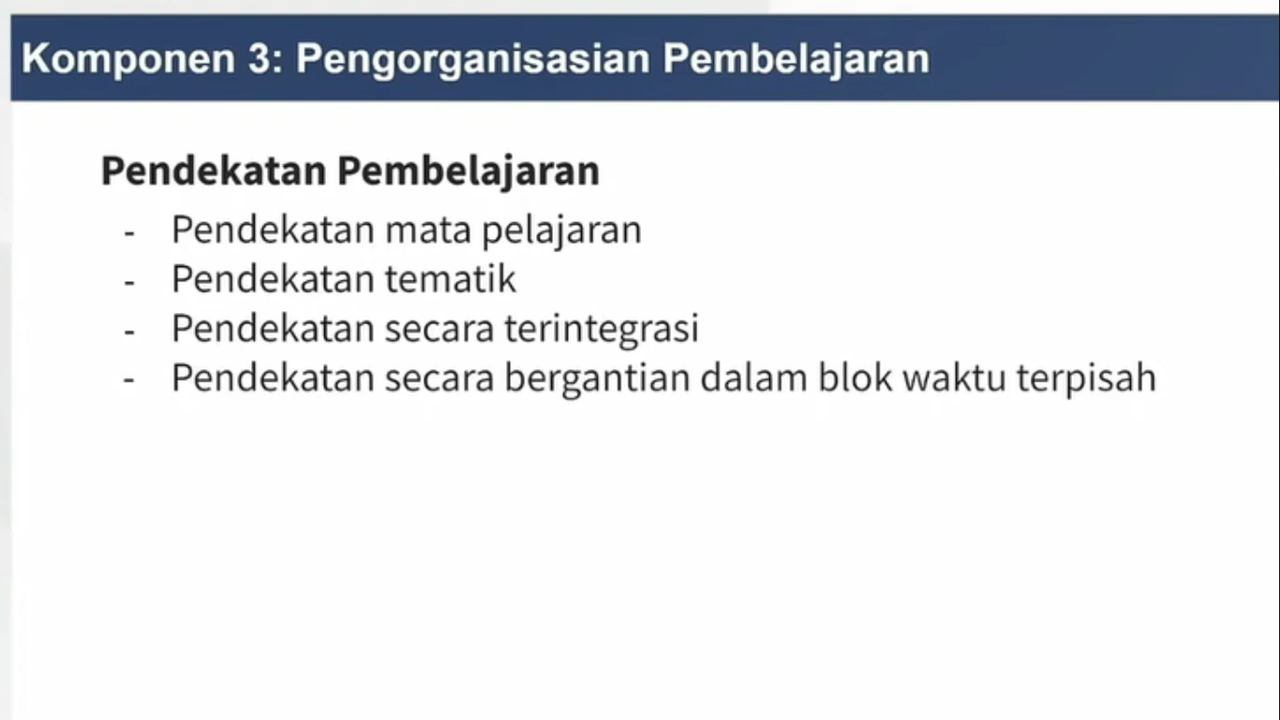 Komponen 3: Pengorganisasian Pembelajaran
Pendekatan Pembelajaran
- Pendekatan mata pelajaran
- Pendekatan tematik
- Pendekatan secara terintegrasi
- Pendekatan secara bergantian dalam blok waktu terpisah